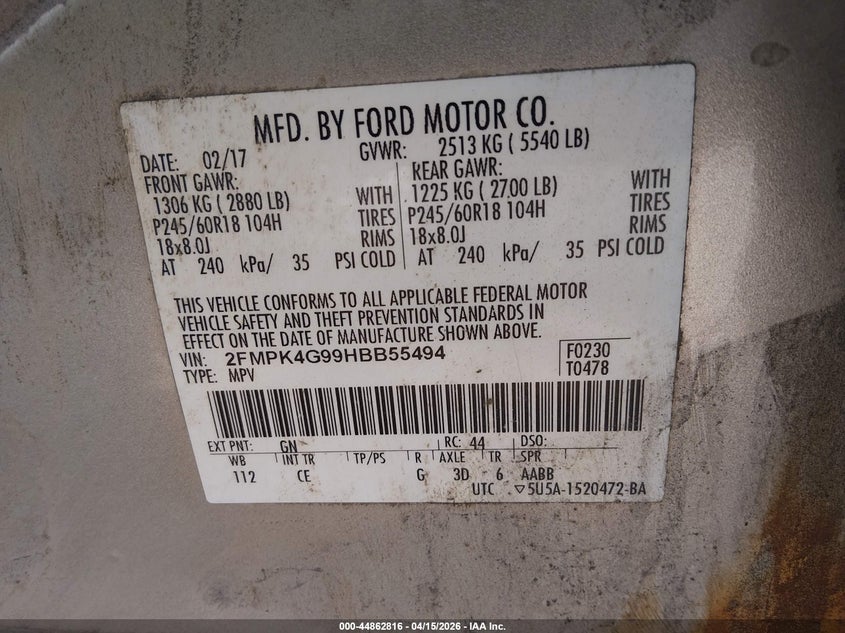 MFD. BY FORD MOTOR CO.
DATE: 02/17 GVWR: 2513 KG ( 5540 LB)
FRONT GAWR: REAR GAWR:
1306 KG ( 2880 LB) WITH 1225 KG ( 2700 LB) WITH
P245/60R18 104H TIRES P245/60R18 104H TIRES
18x8.0J RIMS 18x8.0J RIMS
AT 240 kPa/ 35 PSI COLD AT 240 kPa/ 35 PSI COLD
THIS VEHICLE CONFORMS TO ALL APPLICABLE FEDERAL MOTOR
VEHICLE SAFETY AND THEFT PREVENTION STANDARDS IN
EFFECT ON THE DATE OF MANUFACTURE SHOWN ABOVE.
VIN: 2FMPK4G99HBB55494 F0230
TYPE: MPV T0478
EXT PNT: GN RC: 44 DSO:
WB INT TR TP/PS R AXLE TR SPR
112 CE G 3D 6 AABB
UTC ▽5U5A-1520472-BA
000-44862816 - 04/15/2026 - IAA Inc.